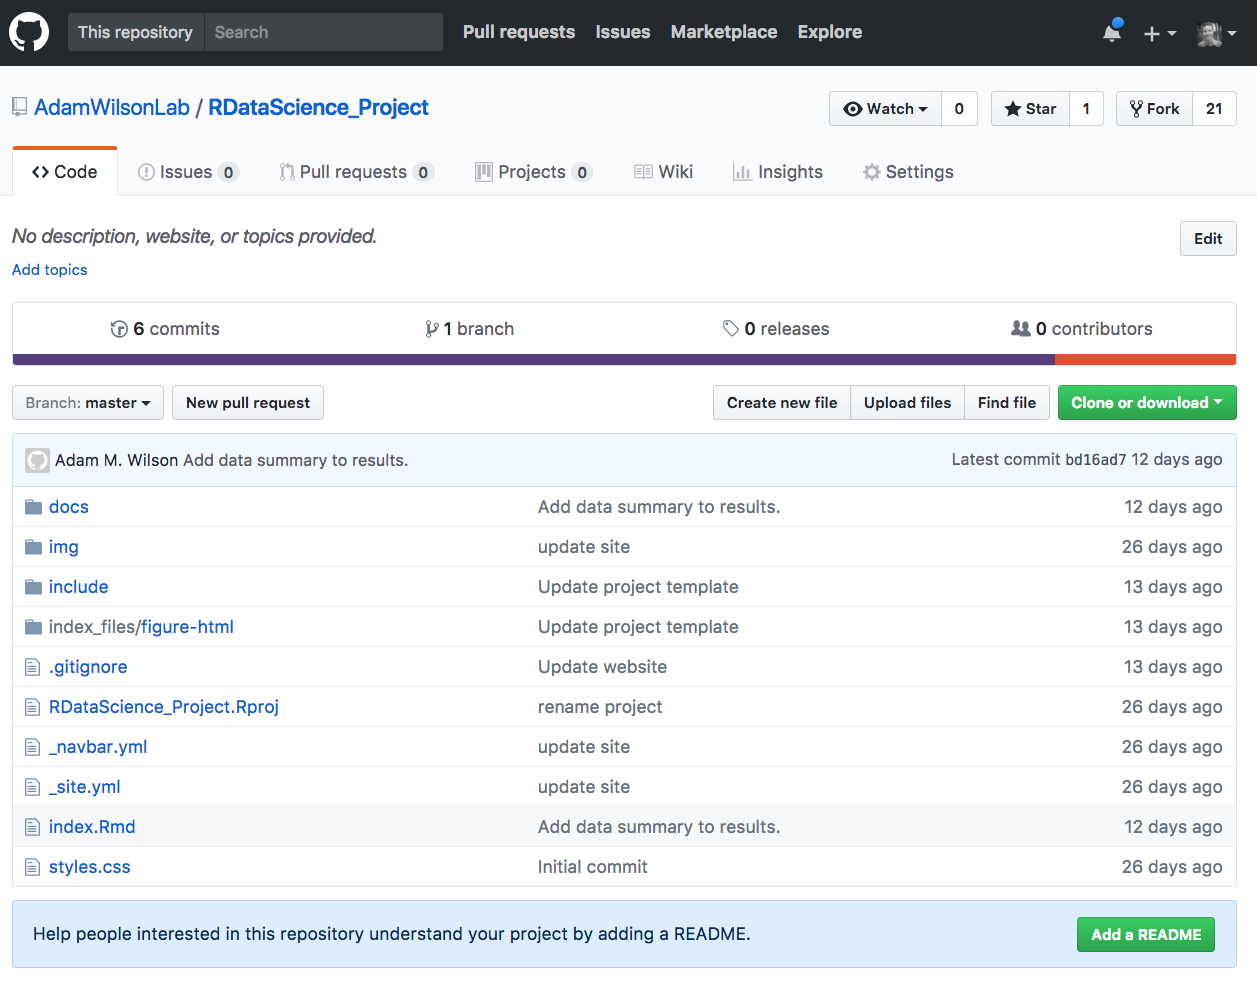 This repository Search Pull requests Issues Marketplace Explore
AdamWilsonLab / RDataScience_Project Watch 0 Star 1 Fork 21
Code Issues 0 Pull requests 0 Projects 0 Wiki Insights Settings
No description, website, or topics provided. Edit
Add topics
6 commits 1 branch 0 releases 0 contributors
Branch: master New pull request Create new file Upload files Find file Clone or download
Adam M. Wilson Add data summary to results. Latest commit bd16ad7 12 days ago
docs Add data summary to results. 12 days ago
img update site 26 days ago
include Update project template 13 days ago
index_files/figure-html Update project template 13 days ago
.gitignore Update website 13 days ago
RDataScience_Project.Rproj rename project 26 days ago
_navbar.yml update site 26 days ago
_site.yml update site 26 days ago
index.Rmd Add data summary to results. 12 days ago
styles.css Initial commit 26 days ago
Help people interested in this repository understand your project by adding a README. Add a README